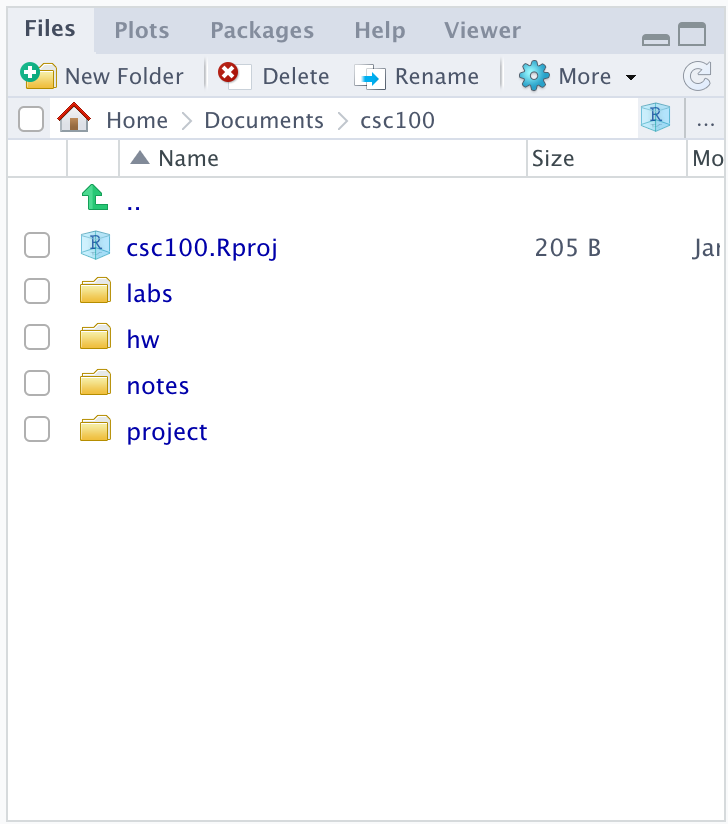 Files Plots Packages Help Viewer
New Folder Delete Rename More
Home Documents csc100 R ...
Name Size Mo
..
R csc100.Rproj 205 B Jan
labs
hw
notes
project